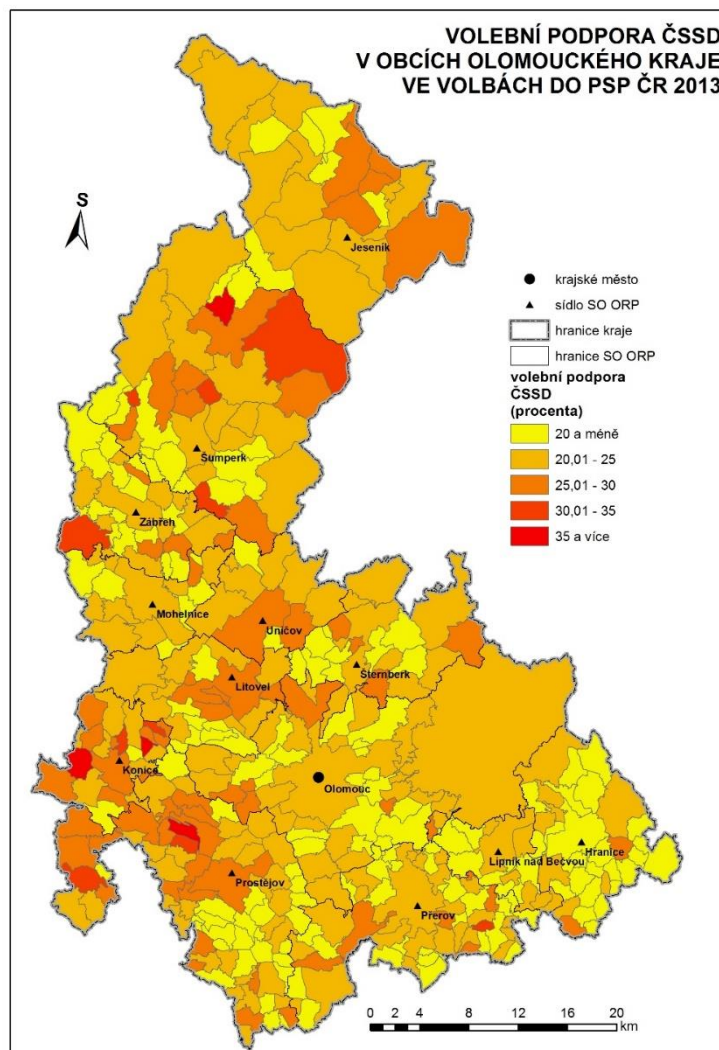 VOLEBNÍ PODPORA ČSSD
V OBCÍCH OLOMOUCKÉHO KRAJE
VE VOLBÁCH DO PSP ČR 2013
S
Jeseník
krajské město
sídlo SO ORP
hranice kraje
hranice SO ORP
volební podpora
ČSSD
(procenta)
20 a méně
20,01 - 25
25,01 - 30
30,01 - 35
35 a více
Šumperk
Zábřeh
Mohelnice
Uničov
Šternberk
Litovel
Konice
Olomouc
Hranice
Lipník nad Bečvou
Prostějov
Přerov
0 2 4 8 12 16 20
km